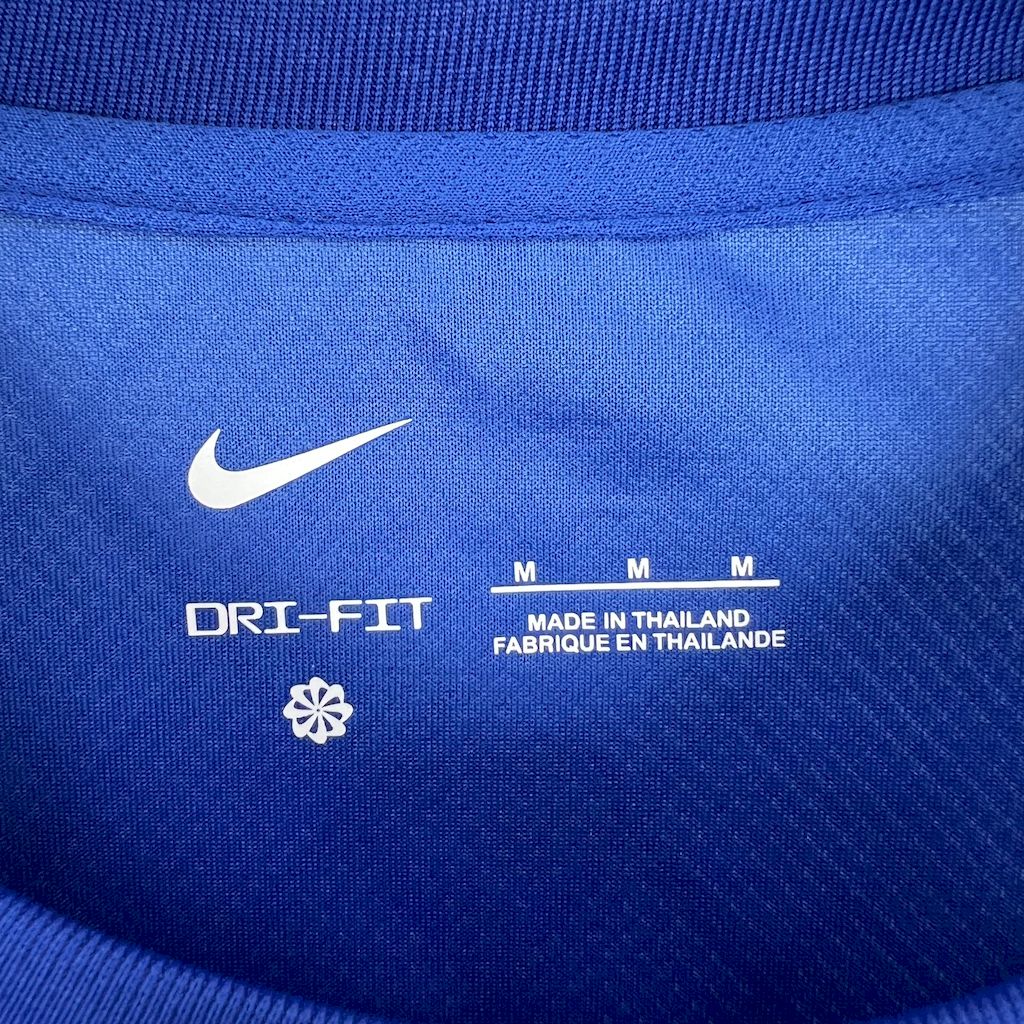 M M M
DRI-FIT
MADE IN THAILAND
FABRIQUE EN THAILANDE